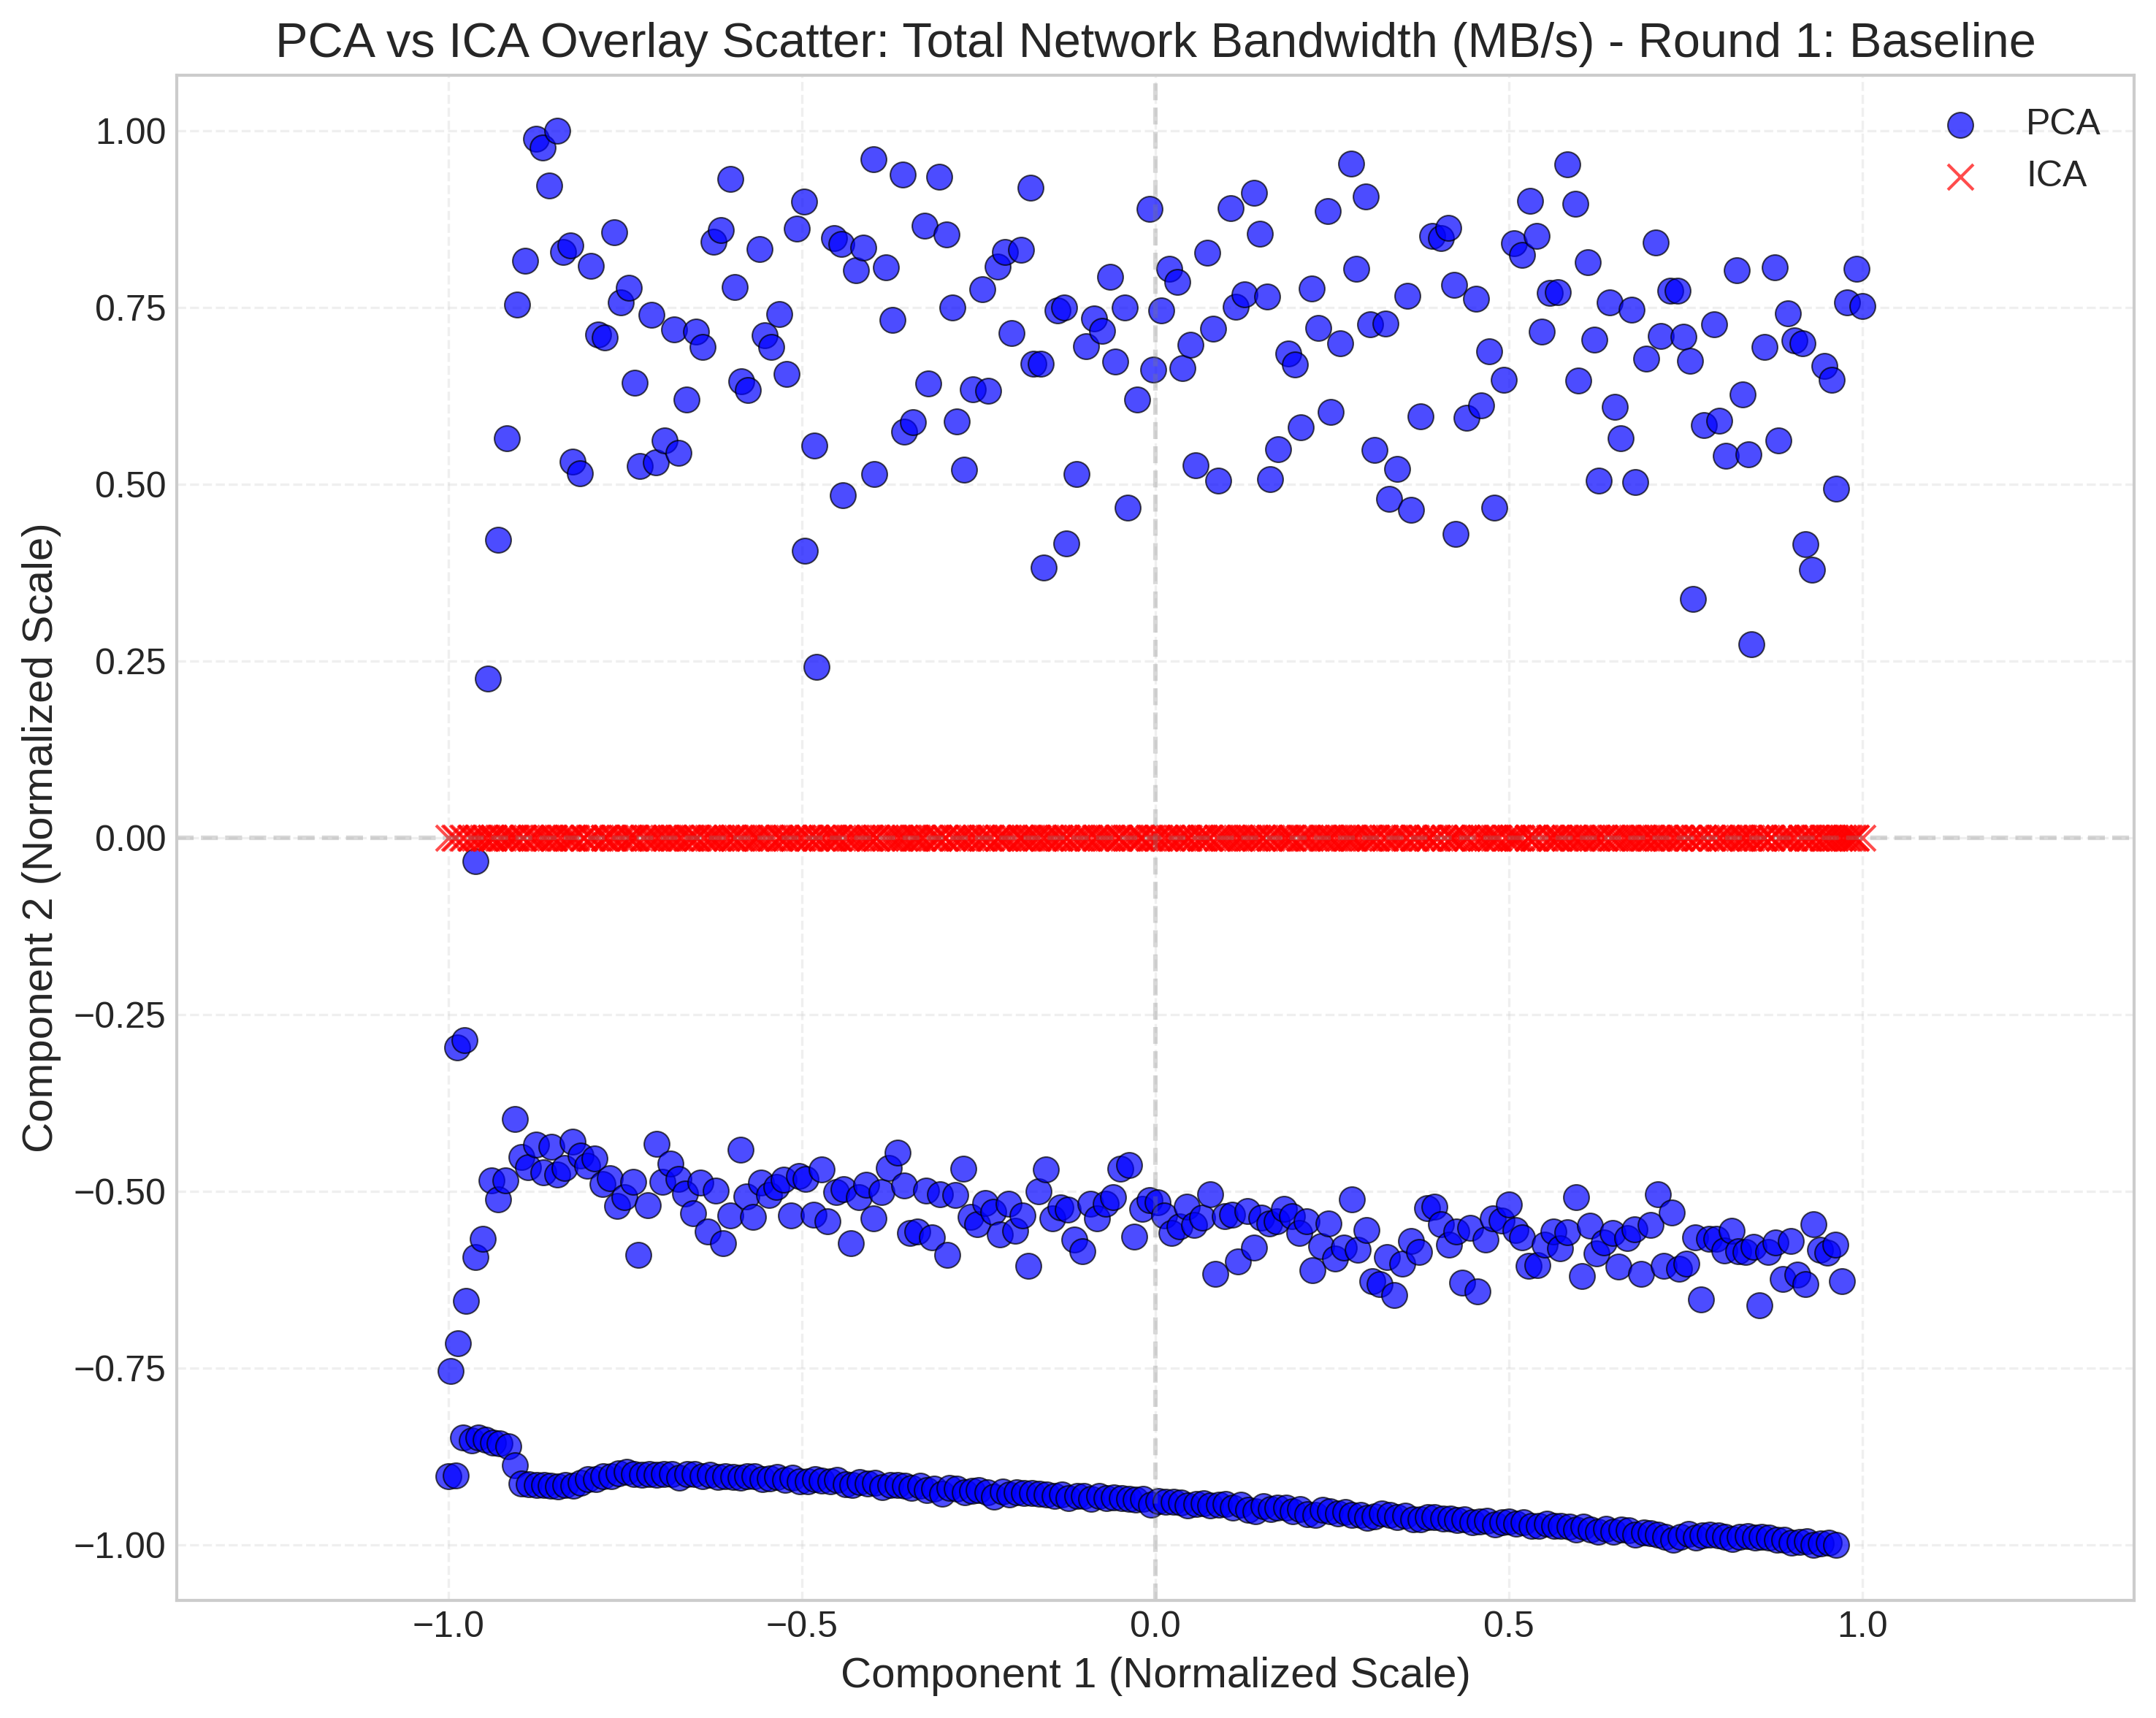 PCA vs ICA Overlay Scatter: Total Network Bandwidth (MB/s) - Round 1: Baseline
PCA
ICA
1.00
0.75
0.50
0.25
0.00
−0.25
−0.50
−0.75
−1.00
Component 2 (Normalized Scale)
−1.0
−0.5
0.0
0.5
1.0
Component 1 (Normalized Scale)